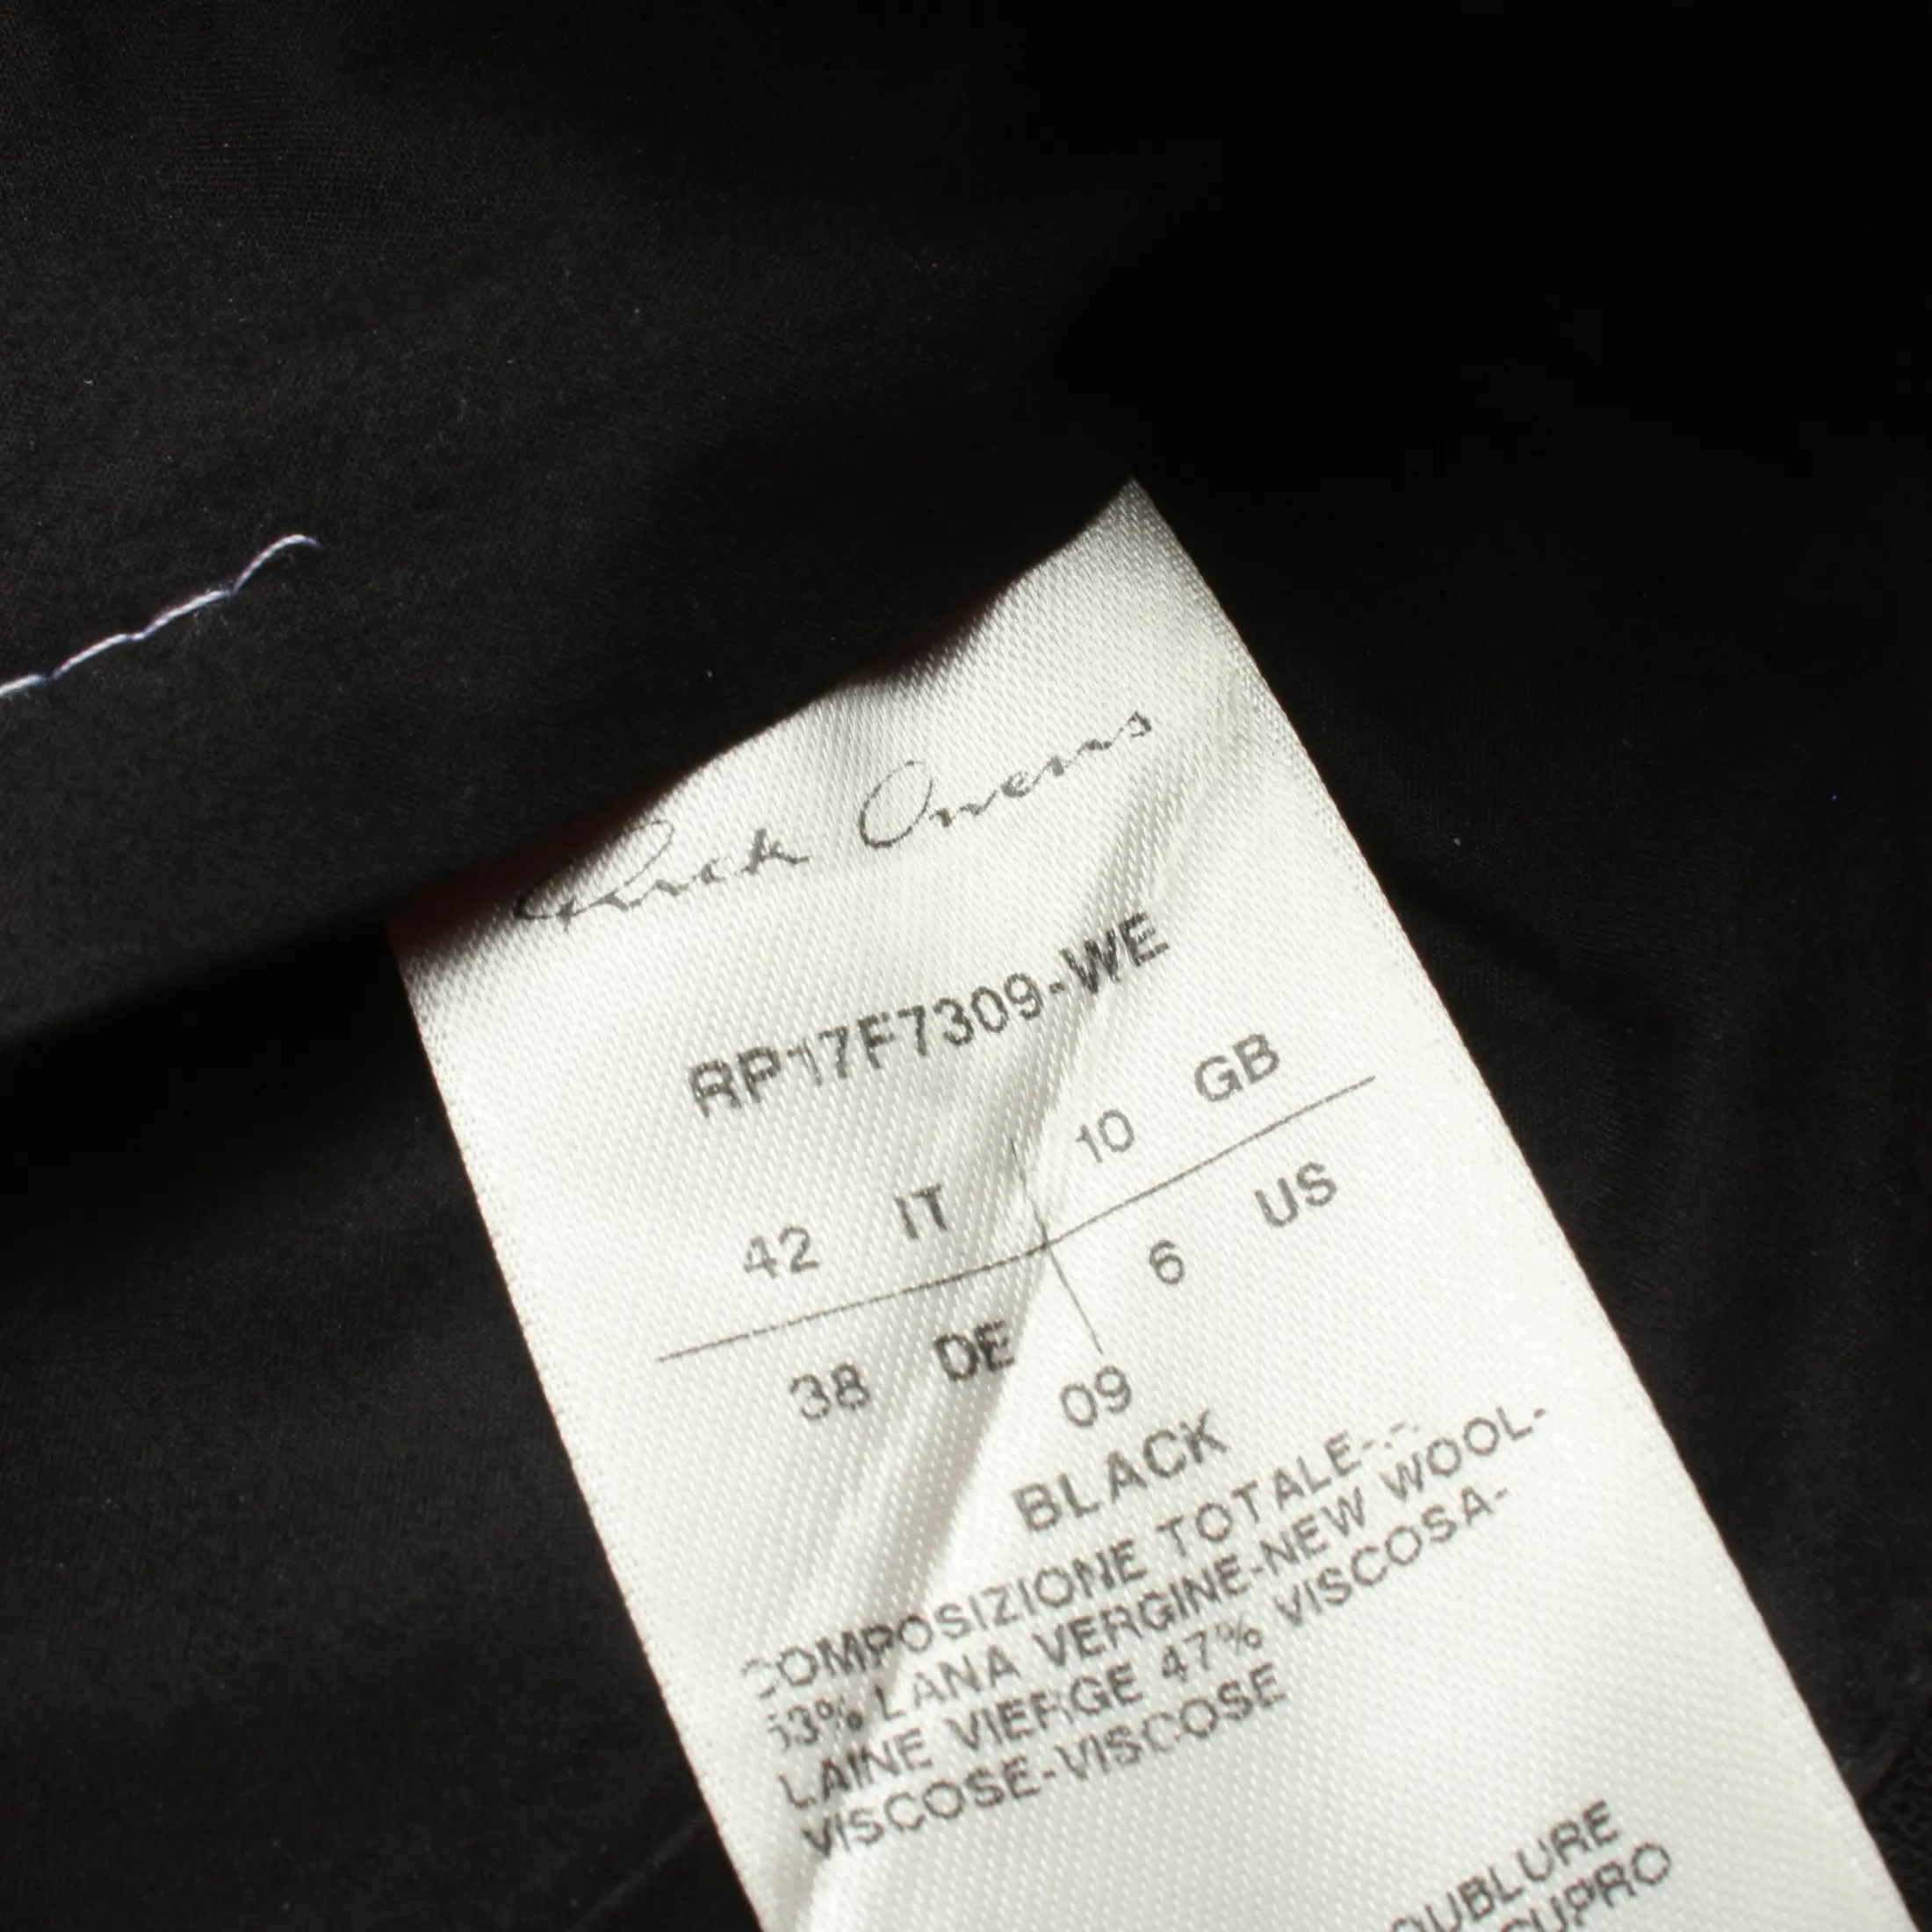 Rick Owens
RP17F7309-WE
42 IT 10 GB
38 DE 6 US
09
BLACK
COMPOSIZIONE TOTALE-.-.
53% LANA VERGINE-NEW WOOL-
LAINE VIERGE 47% VISCOSA-
VISCOSE-VISCOSE
DOUBLURE
CUPRO